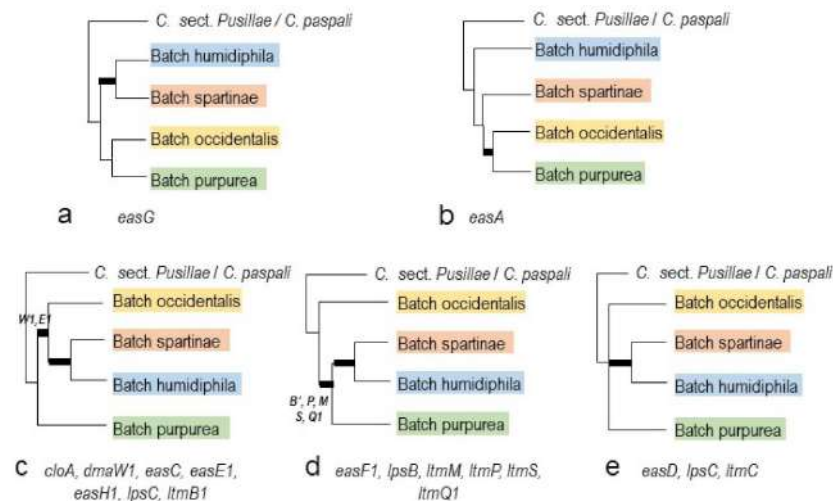 C. sect. Pusillae / C. paspali
Batch humidiphila
Batch spartinae
Batch occidentalis
Batch purpurea
a easG
C. sect. Pusillae / C. paspali
Batch humidiphila
Batch spartinae
Batch occidentalis
Batch purpurea
b easA
C. sect. Pusillae / C. paspali
Batch occidentalis
W1, E1
Batch spartinae
Batch humidiphila
Batch purpurea
c cloA, dmaW1, easC, easE1,
easH1, lpsC, ltmB1
C. sect. Pusillae / C. paspali
Batch occidentalis
Batch spartinae
Batch humidiphila
B', P, M
S, Q1
Batch purpurea
d easF1, lpsB, ltmM, ltmP, ltmS,
ltmQ1
C. sect. Pusillae / C. paspali
Batch occidentalis
Batch spartinae
Batch humidiphila
Batch purpurea
e easD, lpsC, ltmC